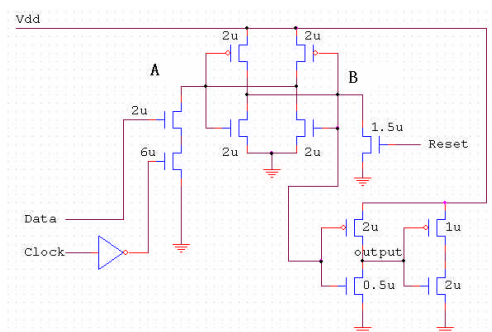 Vdd
2u 2u
A B
2u
1.5u
6u 2u 2u
Reset
Data
2u 1u
Clock
output
0.5u 2u